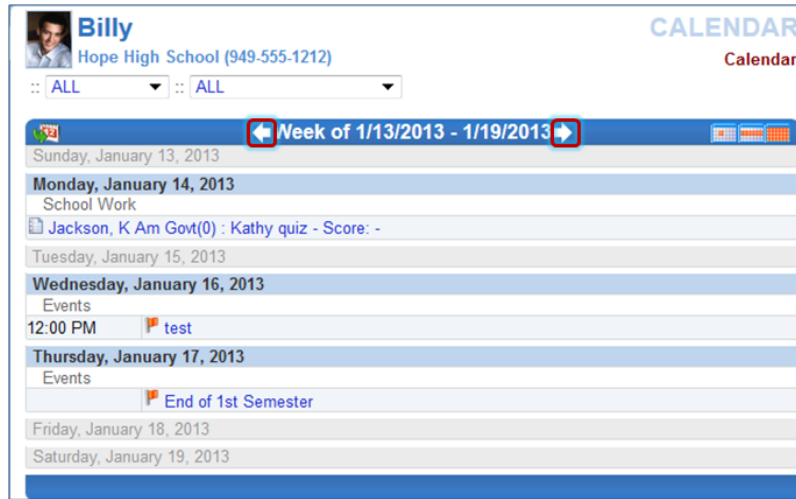 Billy
CALENDAR
Hope High School (949-555-1212)
Calendar
:: ALL :: ALL
Week of 1/13/2013 - 1/19/2013
Sunday, January 13, 2013
Monday, January 14, 2013
School Work
Jackson, K Am Govt(0) : Kathy quiz - Score: -
Tuesday, January 15, 2013
Wednesday, January 16, 2013
Events
12:00 PM test
Thursday, January 17, 2013
Events
End of 1st Semester
Friday, January 18, 2013
Saturday, January 19, 2013